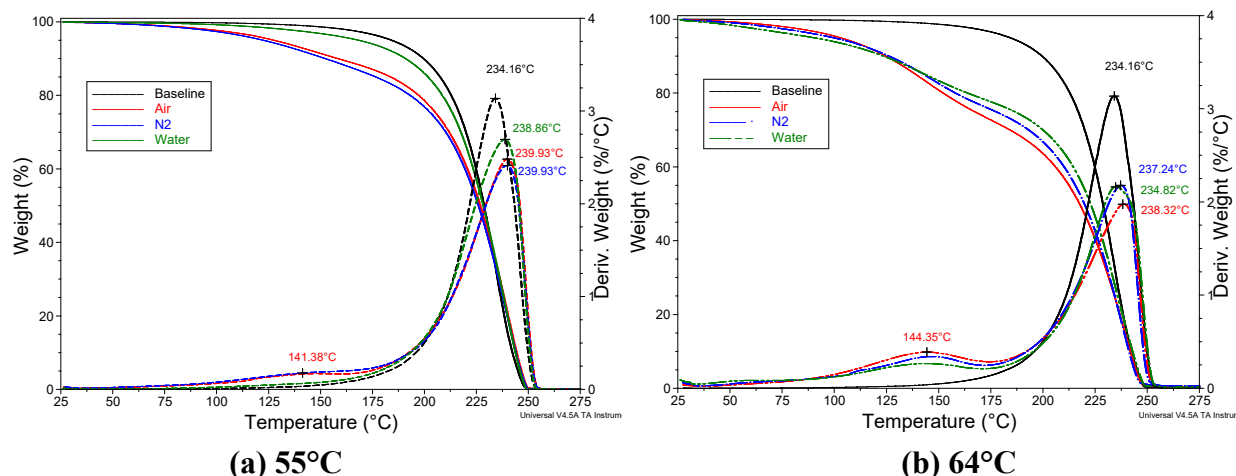 100
80
60
40
20
0
Weight (%)
4
3
2
1
0
Deriv. Weight (%/°C)
Baseline
Air
N2
Water
234.16°C
238.86°C
239.93°C
239.93°C
141.38°C
25 50 75 100 125 150 175 200 225 250 275
Temperature (°C)
Universal V4.5A TA Instrum
(a) 55°C
100
80
60
40
20
0
Weight (%)
4
3
2
1
0
Deriv. Weight (%/°C)
Baseline
Air
N2
Water
234.16°C
237.24°C
234.82°C
238.32°C
144.35°C
25 50 75 100 125 150 175 200 225 250 275
Temperature (°C)
Universal V4.5A TA Instrum
(b) 64°C